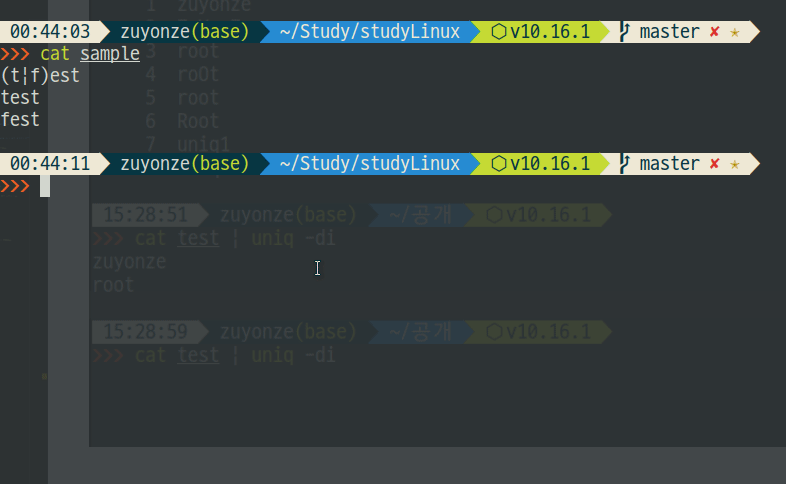 1 zuyonze
00:44:03 zuyonze(base) ~/Study/studyLinux ⬡v10.16.1 master ✘ ✭
>>> cat sample
3 root
(t|f)est
4 roOt
test
5 root
fest
6 Root
7 uniq1
00:44:11 zuyonze(base) ~/Study/studyLinux ⬡v10.16.1 master ✘ ✭
>>>
15:28:51 zuyonze(base) ~/공개 ⬡v10.16.1
>>> cat test | uniq -di
zuyonze
root
15:28:59 zuyonze(base) ~/공개 ⬡v10.16.1
>>> cat test | uniq -di